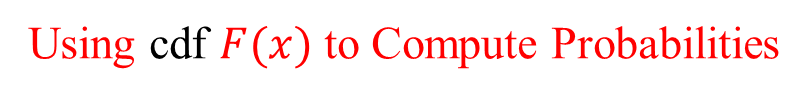 Using cdf F(x) to Compute Probabilities